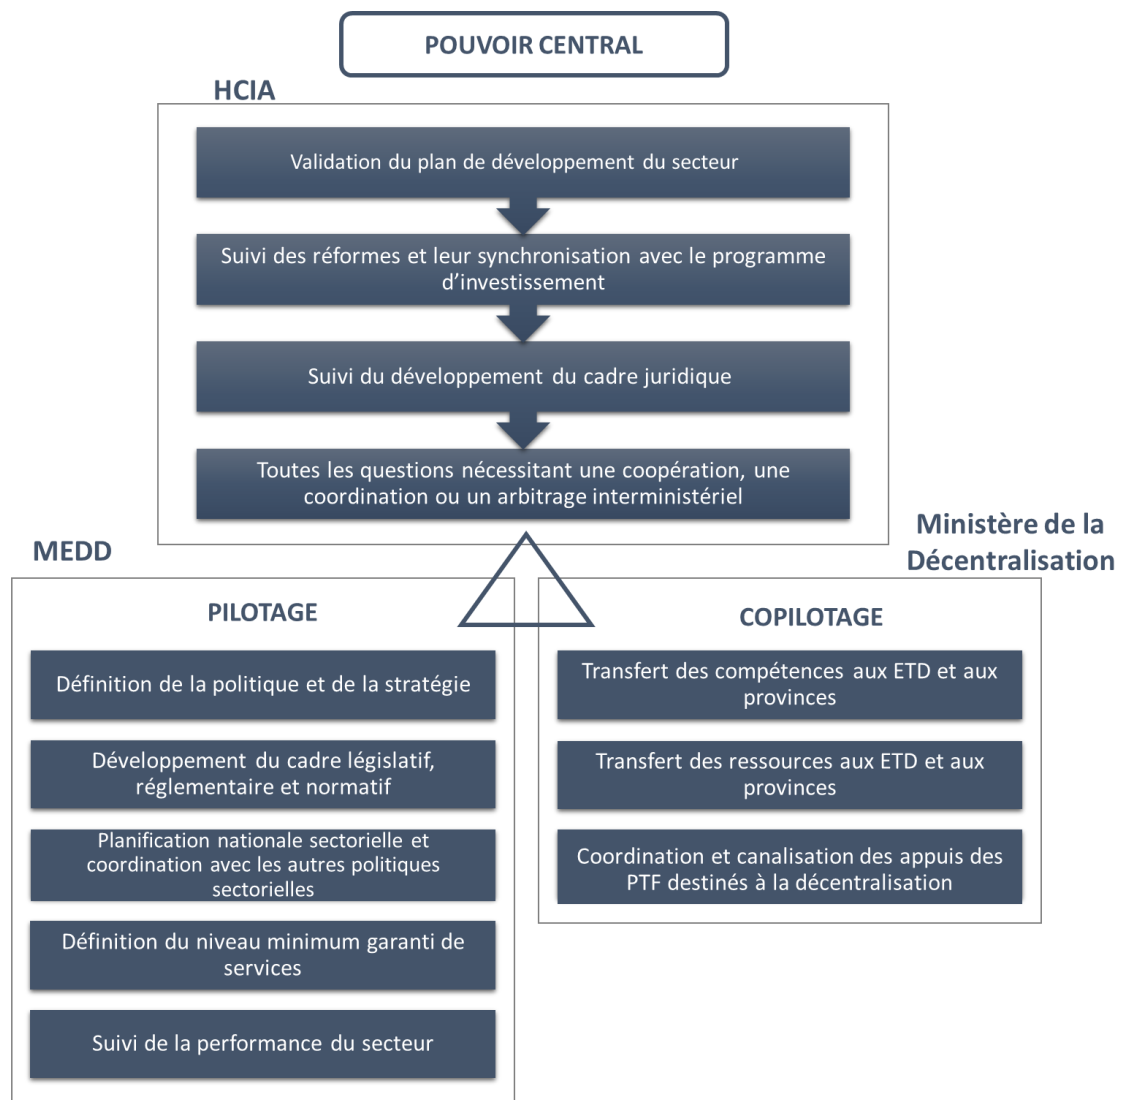 POUVOIR CENTRAL
HCIA
Validation du plan de développement du secteur
Suivi des réformes et leur synchronisation avec le programme
d’investissement
Suivi du développement du cadre juridique
Toutes les questions nécessitant une coopération, une
coordination ou un arbitrage interministériel
MEDD
PILOTAGE
Définition de la politique et de la stratégie
Développement du cadre législatif,
réglementaire et normatif
Planification nationale sectorielle et
coordination avec les autres politiques
sectorielles
Définition du niveau minimum garanti de
services
Suivi de la performance du secteur
Ministère de la
Décentralisation
COPILOTAGE
Transfert des compétences aux ETD et aux
provinces
Transfert des ressources aux ETD et aux
provinces
Coordination et canalisation des appuis des
PTF destinés à la décentralisation